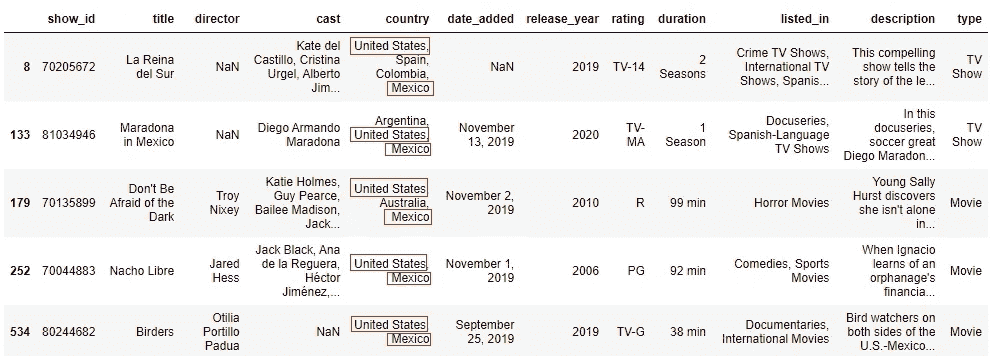 show_id title director cast country date_added release_year rating duration listed_in description type
8
70205672
La Reina
del Sur
NaN
Kate del
Castillo, Cristina
Urgel, Alberto
Jim...
United States,
Spain,
Colombia,
Mexico
NaN
2019
TV-14
2
Seasons
Crime TV Shows,
International TV
Shows, Spanis...
This compelling
show tells the
story of the le...
TV
Show
133
81034946
Maradona
in Mexico
NaN
Diego Armando
Maradona
Argentina,
United States,
Mexico
November
13, 2019
2020
TV-
MA
1
Season
Docuseries,
Spanish-Language
TV Shows
In this
docuseries,
soccer great
Diego Maradon...
TV
Show
179
70135899
Don't Be
Afraid of the
Dark
Troy
Nixey
Katie Holmes,
Guy Pearce,
Bailee Madison,
Jack...
United States,
Australia,
Mexico
November 2,
2019
2010
R
99 min
Horror Movies
Young Sally
Hurst discovers
she isn't alone
in...
Movie
252
70044883
Nacho Libre
Jared
Hess
Jack Black, Ana
de la Reguera,
Héctor
Jiménez,...
United States,
Mexico
November 1,
2019
2006
PG
92 min
Comedies, Sports
Movies
When Ignacio
learns of an
orphanage's
financia...
Movie
534
80244682
Birders
Otilia
Portillo
Padua
NaN
United States,
Mexico
September
25, 2019
2019
TV-G
38 min
Documentaries,
International Movies
Bird watchers on
both sides of the
U.S.-Mexico...
Movie